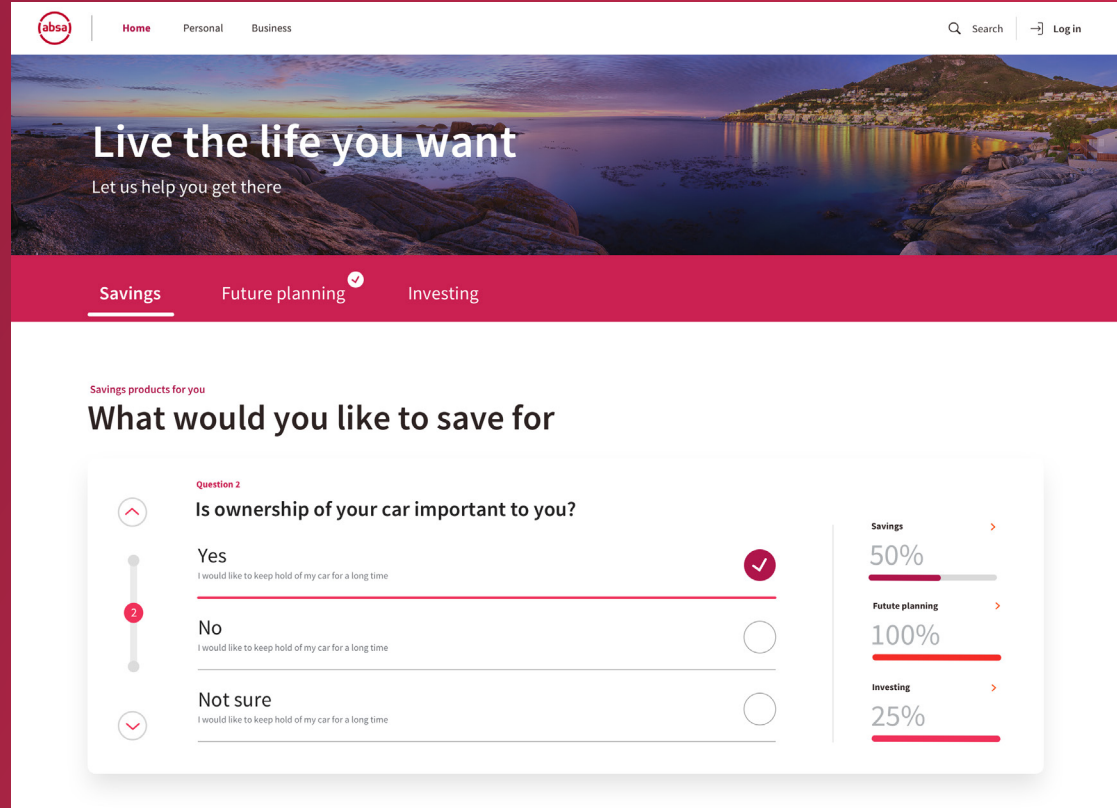 absa
Home
Personal
Business
Search
Log in
Live the life you want
Let us help you get there
Savings
Future planning
Investing
Savings products for you
What would you like to save for
Question 2
Is ownership of your car important to you?
Yes
I would like to keep hold of my car for a long time
2
No
I would like to keep hold of my car for a long time
Not sure
I would like to keep hold of my car for a long time
Savings
50%
Futute planning
100%
Investing
25%